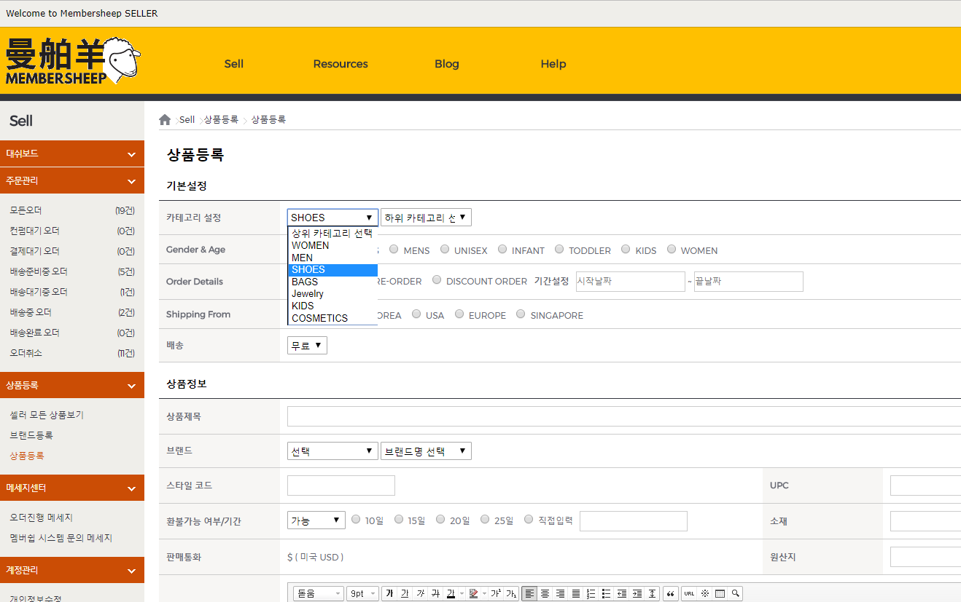 Welcome to Membersheep SELLER
曼舶羊
MEMBERSHEEP
Sell Resources Blog Help
Sell
대쉬보드
주문관리
모든오더 (19건)
컨펌대기 오더 (0건)
결제대기 오더 (0건)
배송준비중 오더 (5건)
배송대기중 오더 (1건)
배송중 오더 (2건)
배송완료 오더 (0건)
오더취소 (11건)
상품등록
셀러 모든 상품보기
브랜드등록
상품등록
메세지센터
오더진행 메세지
멤버쉽 시스템 문의 메세지
계정관리
개인정보수정
Sell 상품등록 상품등록
상품등록
기본설정
카테고리 설정 SHOES 하위 카테고리 선
상위 카테고리 선택
WOMEN
MEN
SHOES
BAGS
Jewelry
KIDS
COSMETICS
Gender & Age MENS UNISEX INFANT TODDLER KIDS WOMEN
Order Details RE-ORDER DISCOUNT ORDER 기간설정 시작날짜 - 끝날짜
Shipping From OREA USA EUROPE SINGAPORE
배송 무료
상품정보
상품제목
브랜드 선택 브랜드명 선택
스타일 코드 UPC
환불가능 여부/기간 가능 10일 15일 20일 25일 직접입력 소재
판매통화 $ ( 미국 USD ) 원산지
돋움 9pt 가 가 가 가 가 가¹ 가₁ URL